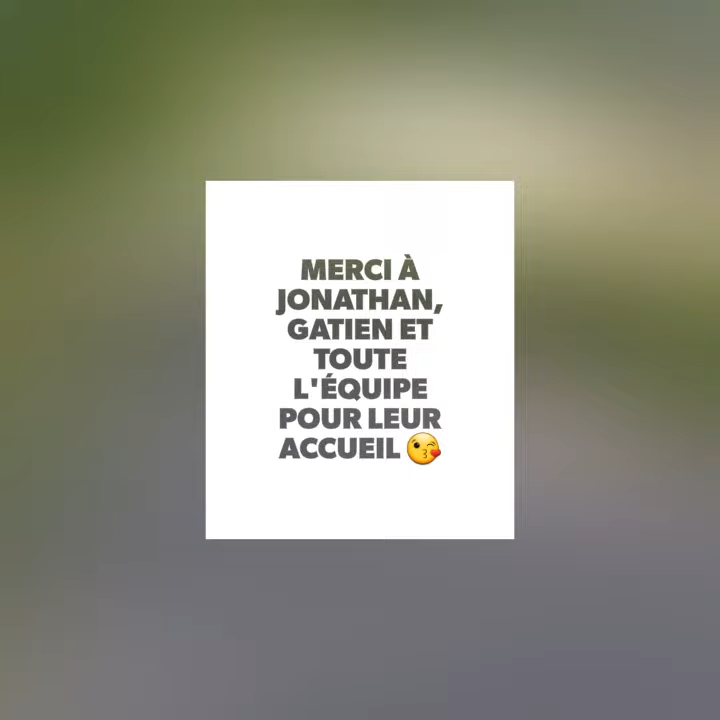 MERCI À
JONATHAN,
GATIEN ET
TOUTE
L'ÉQUIPE
POUR LEUR
ACCUEIL 😘